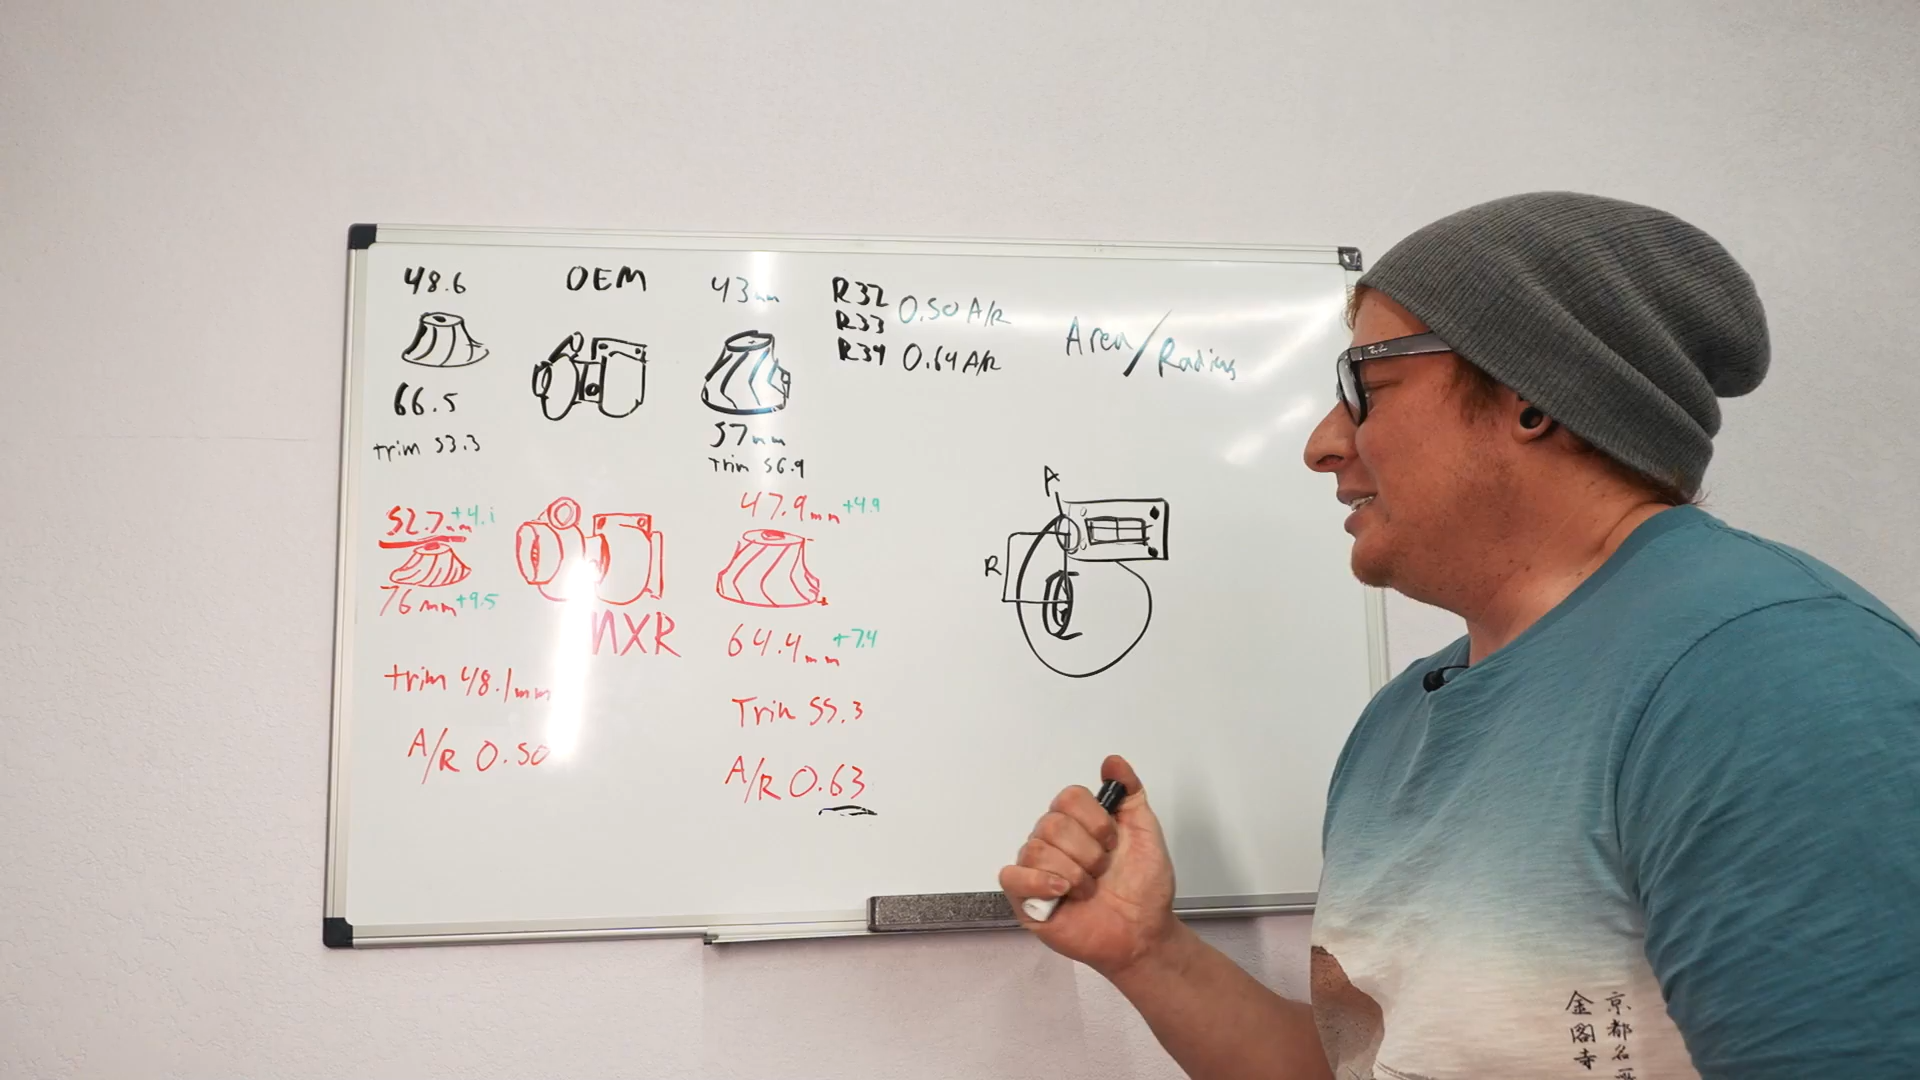 48.6
OEM
43mm
R32
R33
0.50 A/R
R34 0.64 A/R
Area/Radius
66.5
trim 53.3
57mm
Trim 56.9
52.7mm +4.1
76mm +9.5
trim 48.1mm
A/R 0.50
NXR
47.9mm +4.9
64.4mm +7.4
Trim 55.3
A/R 0.63
A
R
Ray-Ban
京都名
金閣寺